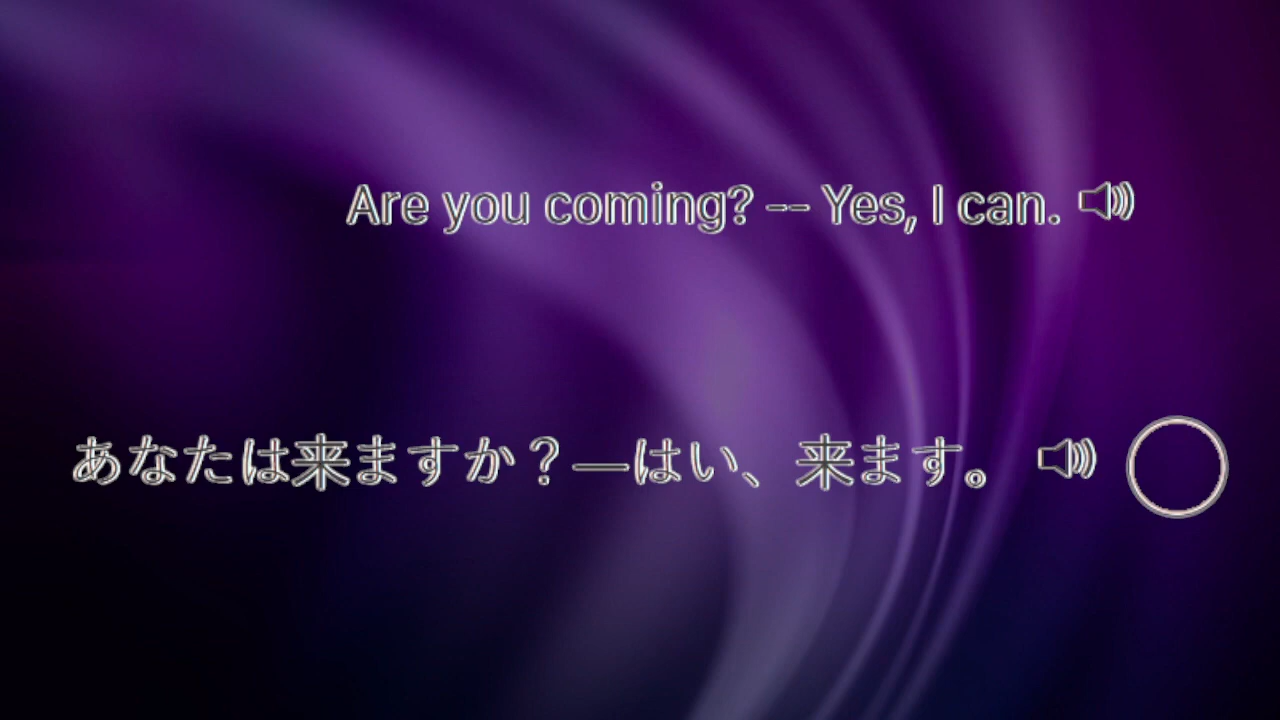 Are you coming? -- Yes, I can.
あなたは来ますか？—はい、来ます。